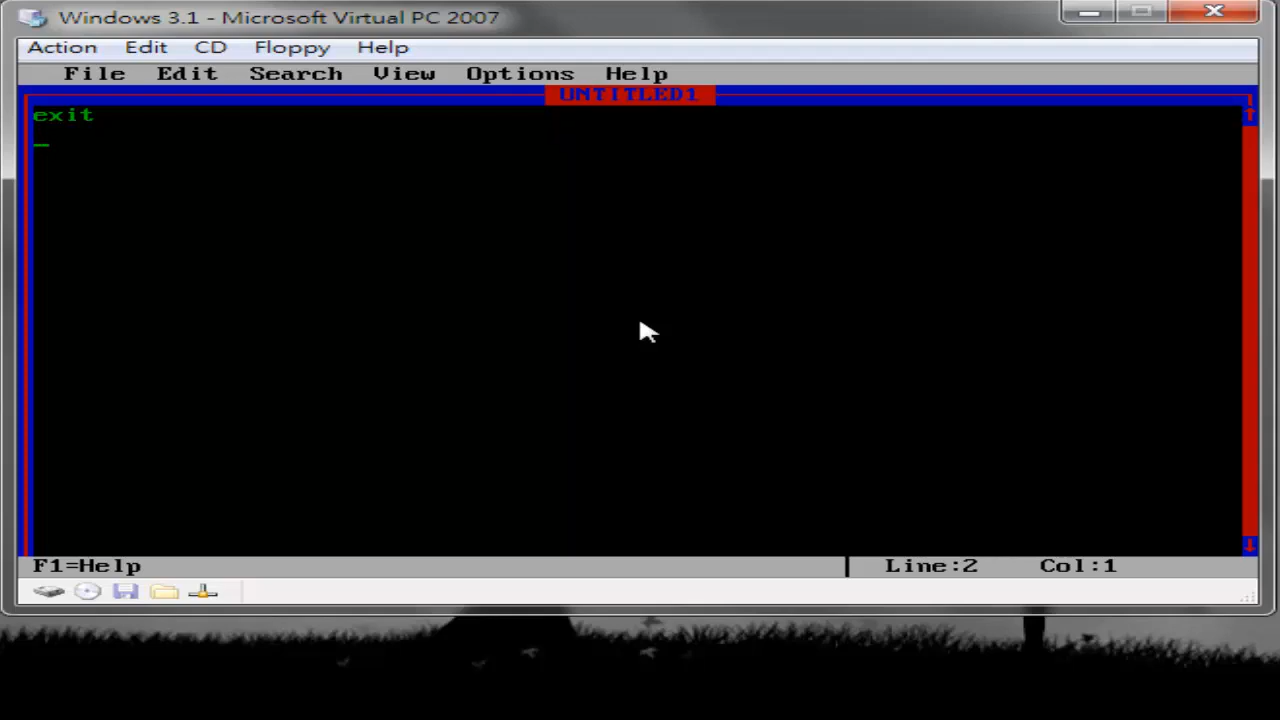 Windows 3.1 - Microsoft Virtual PC 2007
Action Edit CD Floppy Help
File Edit Search View Options Help
UNTITLED1
exit
F1=Help Line:2 Col:1